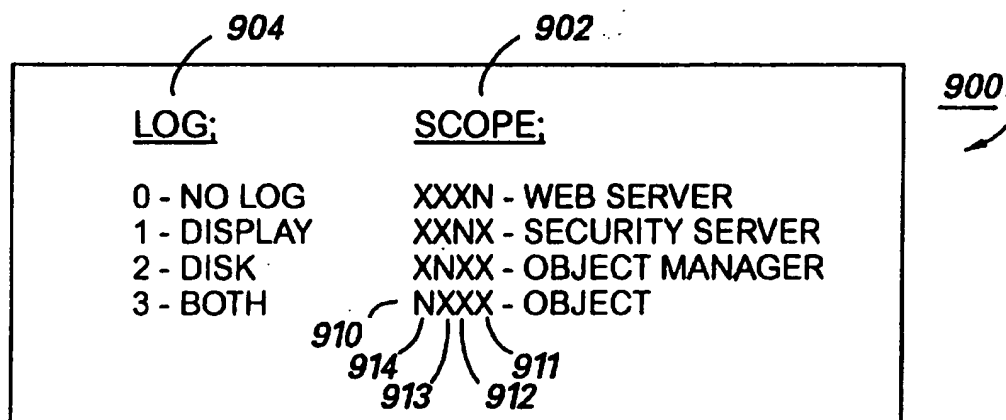 904 902
900
LOG; SCOPE;
0 - NO LOG XXXN - WEB SERVER
1 - DISPLAY XXNX - SECURITY SERVER
2 - DISK XNXX - OBJECT MANAGER
3 - BOTH NXXX - OBJECT
910
914 911
913 912